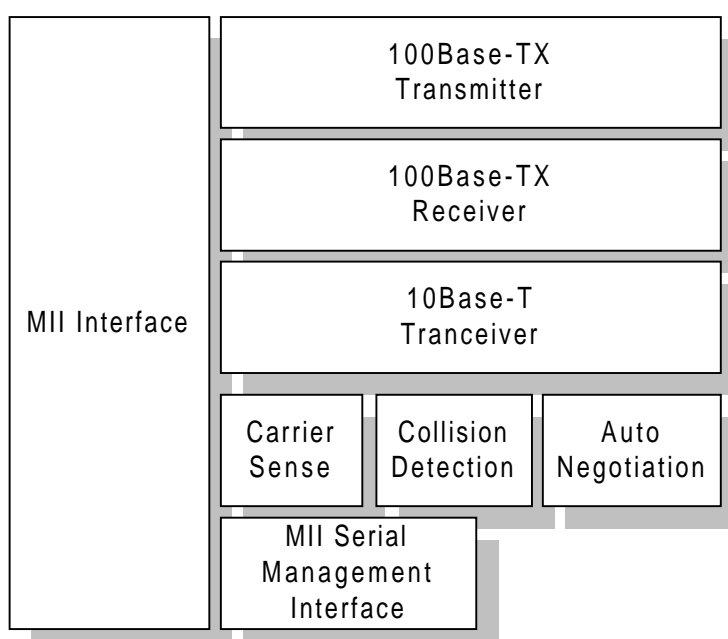 MII Interface
100Base-TX
Transmitter
100Base-TX
Receiver
10Base-T
Tranceiver
Carrier
Sense
Collision
Detection
Auto
Negotiation
MII Serial
Management
Interface